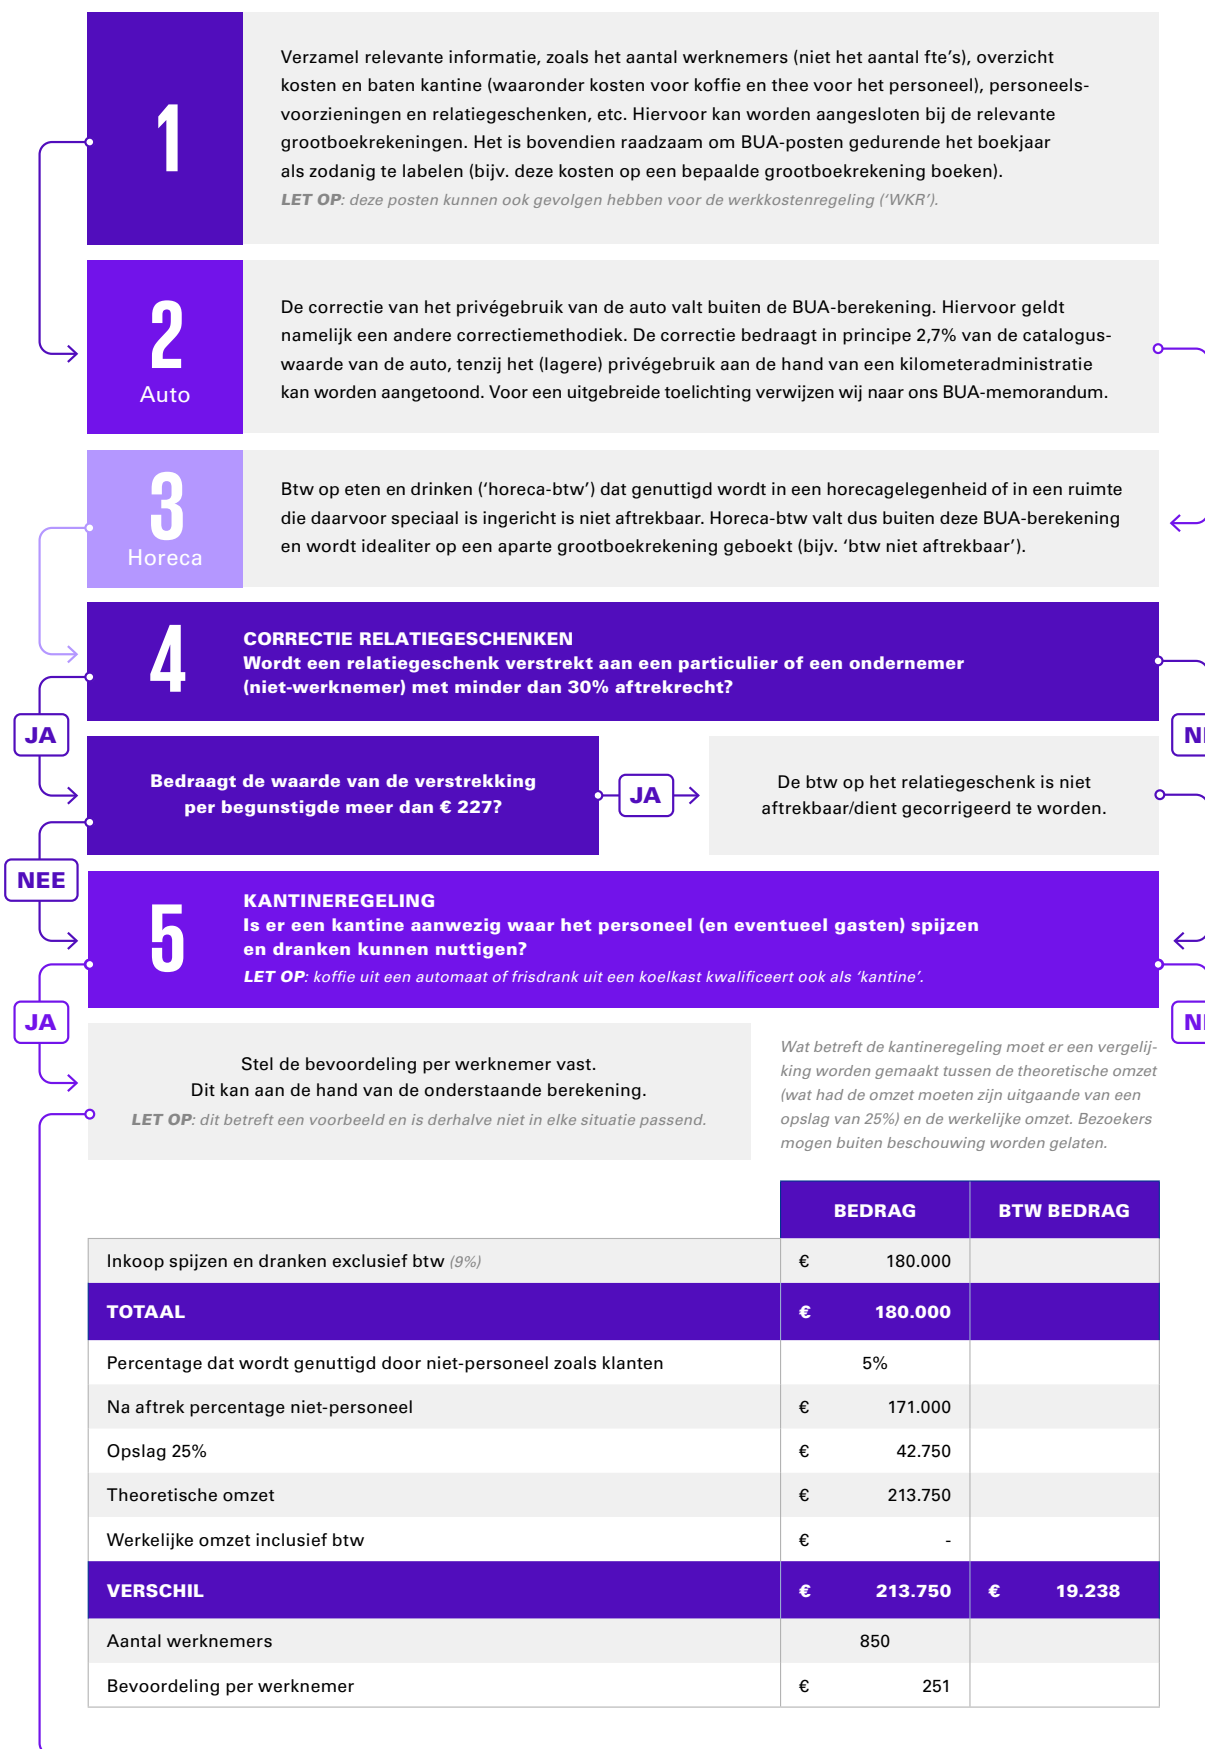 1
Verzamel relevante informatie, zoals het aantal werknemers (niet het aantal fte's), overzicht
kosten en baten kantine (waaronder kosten voor koffie en thee voor het personeel), personeels-
voorzieningen en relatiegeschenken, etc. Hiervoor kan worden aangesloten bij de relevante
grootboekrekeningen. Het is bovendien raadzaam om BUA-posten gedurende het boekjaar
als zodanig te labelen (bijv. deze kosten op een bepaalde grootboekrekening boeken).
LET OP: deze posten kunnen ook gevolgen hebben voor de werkkostenregeling ('WKR').
2
Auto
De correctie van het privégebruik van de auto valt buiten de BUA-berekening. Hiervoor geldt
namelijk een andere correctiemethodiek. De correctie bedraagt in principe 2,7% van de catalogus-
waarde van de auto, tenzij het (lagere) privégebruik aan de hand van een kilometeradministratie
kan worden aangetoond. Voor een uitgebreide toelichting verwijzen wij naar ons BUA-memorandum.
3
Horeca
Btw op eten en drinken ('horeca-btw') dat genuttigd wordt in een horecagelegenheid of in een ruimte
die daarvoor speciaal is ingericht is niet aftrekbaar. Horeca-btw valt dus buiten deze BUA-berekening
en wordt idealiter op een aparte grootboekrekening geboekt (bijv. 'btw niet aftrekbaar').
4
CORRECTIE RELATIEGESCHENKEN
Wordt een relatiegeschenk verstrekt aan een particulier of een ondernemer
(niet-werknemer) met minder dan 30% aftrekrecht?
JA
Bedraagt de waarde van de verstrekking
per begunstigde meer dan € 227?
JA
De btw op het relatiegeschenk is niet
aftrekbaar/dient gecorrigeerd te worden.
NEE
5
KANTINEREGELING
Is er een kantine aanwezig waar het personeel (en eventueel gasten) spijzen
en dranken kunnen nuttigen?
LET OP: koffie uit een automaat of frisdrank uit een koelkast kwalificeert ook als 'kantine'.
JA
Stel de bevoordeling per werknemer vast.
Dit kan aan de hand van de onderstaande berekening.
LET OP: dit betreft een voorbeeld en is derhalve niet in elke situatie passend.
Wat betreft de kantineregeling moet er een vergelij-
king worden gemaakt tussen de theoretische omzet
(wat had de omzet moeten zijn uitgaande van een
opslag van 25%) en de werkelijke omzet. Bezoekers
mogen buiten beschouwing worden gelaten.
BEDRAG BTW BEDRAG
Inkoop spijzen en dranken exclusief btw (9%) € 180.000
TOTAAL € 180.000
Percentage dat wordt genuttigd door niet-personeel zoals klanten 5%
Na aftrek percentage niet-personeel € 171.000
Opslag 25% € 42.750
Theoretische omzet € 213.750
Werkelijke omzet inclusief btw € -
VERSCHIL € 213.750 € 19.238
Aantal werknemers 850
Bevoordeling per werknemer € 251